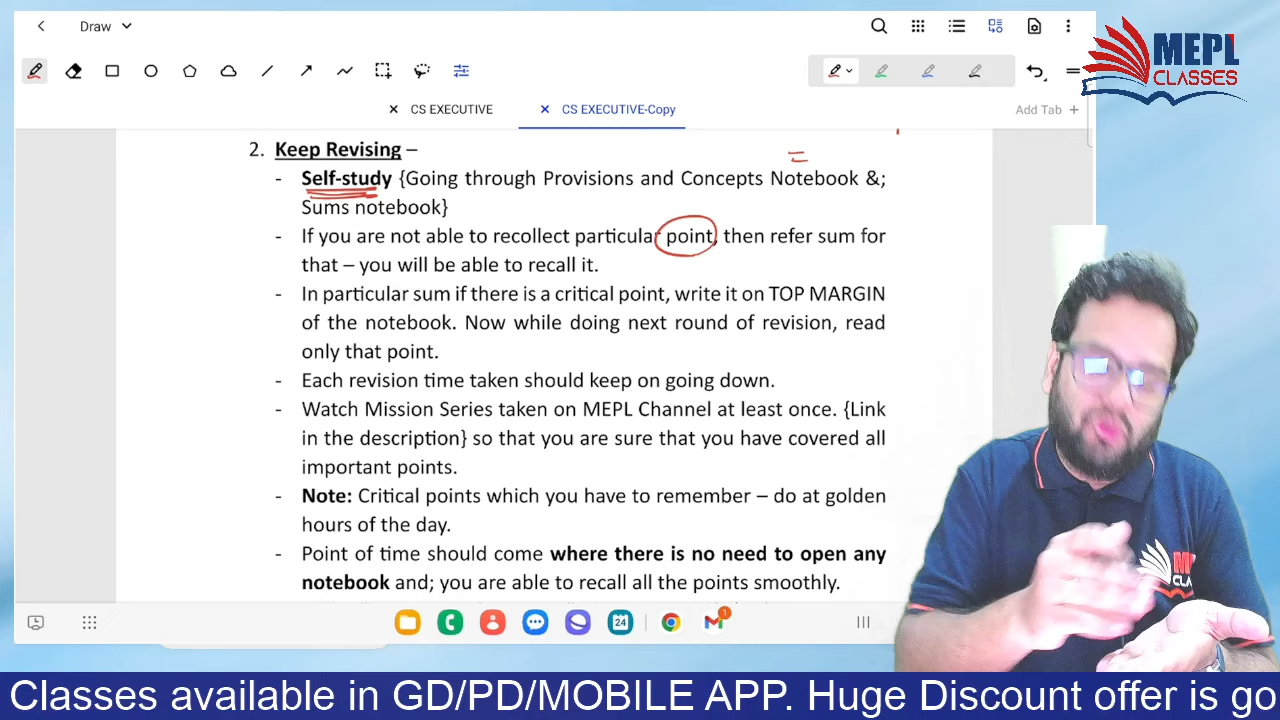 Draw
MEPL
CLASSES
CS EXECUTIVE
CS EXECUTIVE-Copy
Add Tab +
2. Keep Revising –
- Self-study {Going through Provisions and Concepts Notebook &;
Sums notebook}
- If you are not able to recollect particular point, then refer sum for
that – you will be able to recall it.
- In particular sum if there is a critical point, write it on TOP MARGIN
of the notebook. Now while doing next round of revision, read
only that point.
- Each revision time taken should keep on going down.
- Watch Mission Series taken on MEPL Channel at least once. {Link
in the description} so that you are sure that you have covered all
important points.
- Note: Critical points which you have to remember – do at golden
hours of the day.
- Point of time should come where there is no need to open any
notebook and; you are able to recall all the points smoothly.
24
1
Classes available in GD/PD/MOBILE APP. Huge Discount offer is go